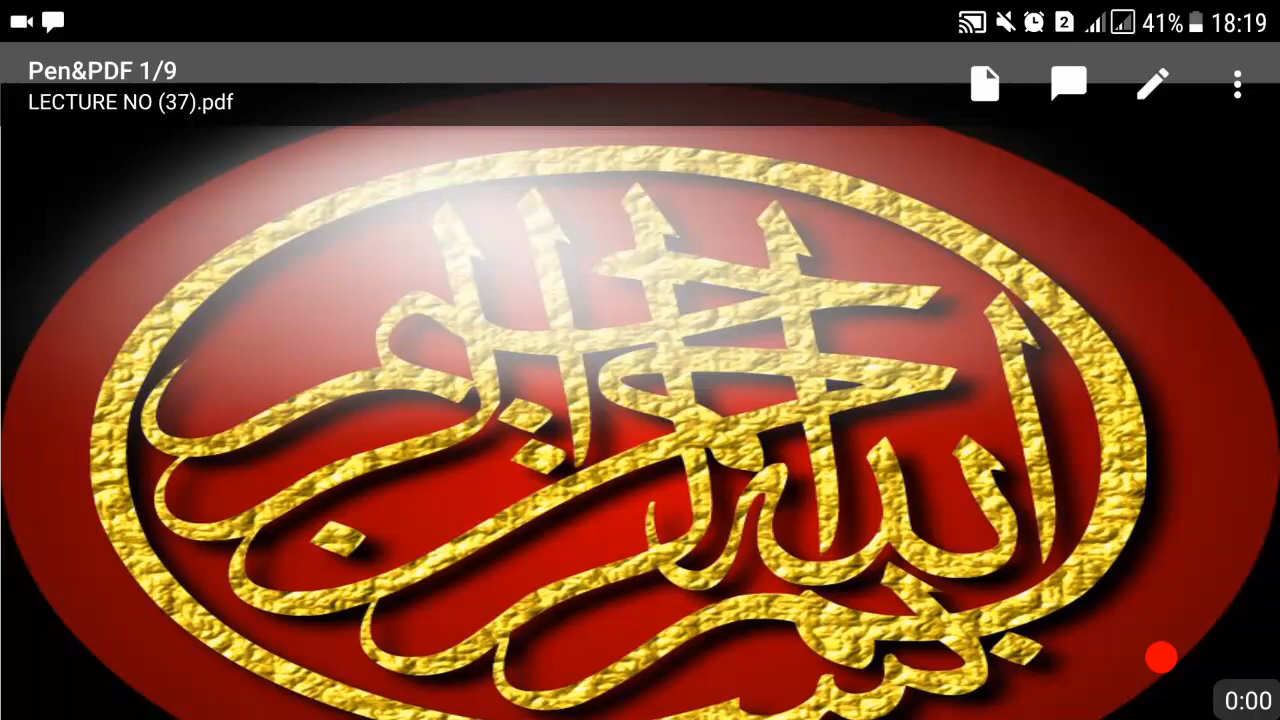 2 41% 18:19
Pen&PDF 1/9
LECTURE NO (37).pdf
بسم الله الرحمن الرحيم
0:00